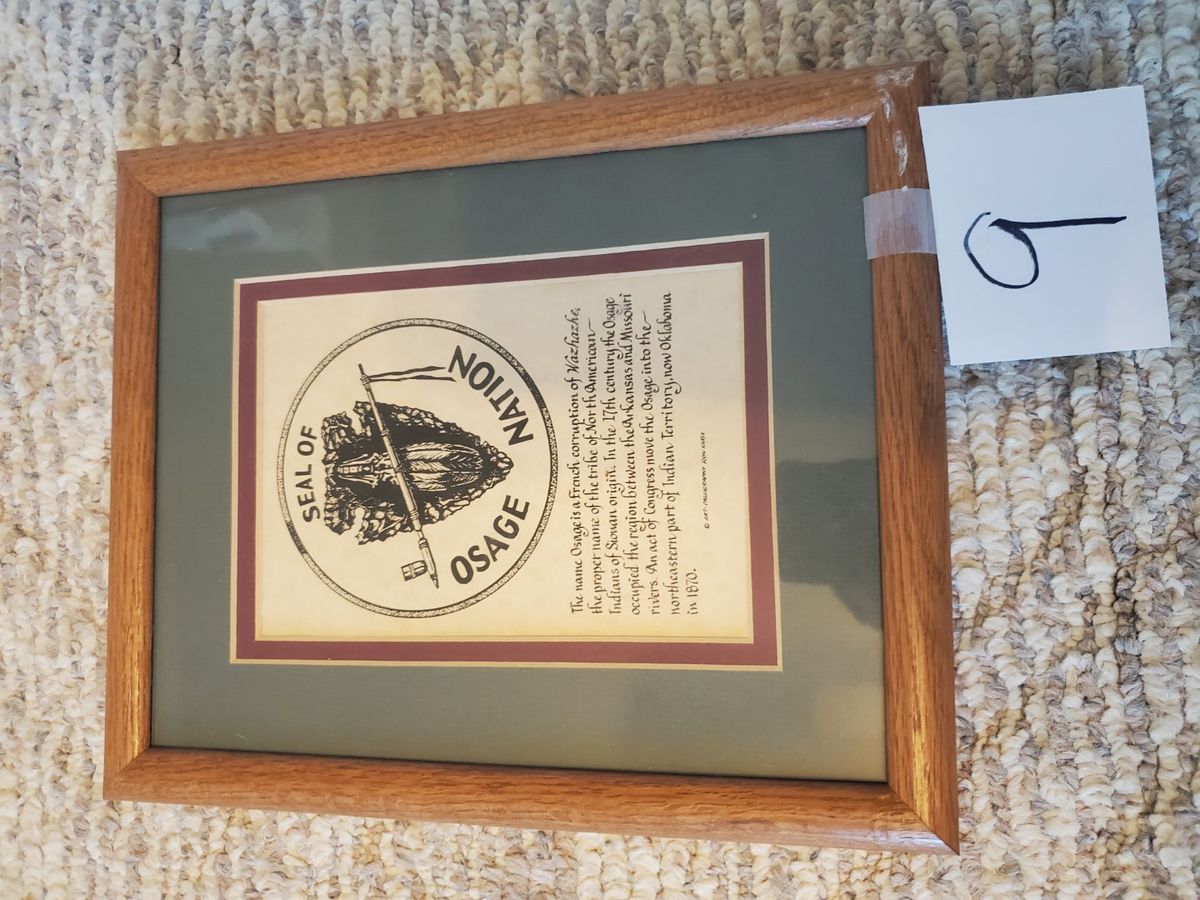 SEAL OF
OSAGE NATION
The name Osage is a French corruption of Wazhazhe,
the proper name of the tribe of North American
Indians of Siouan origin. In the 17th century the Osage
occupied the region between the Arkansas and Missouri
rivers. An act of Congress move the Osage into the
northeastern part of Indian Territory, now Oklahoma
in 1870.
©
9